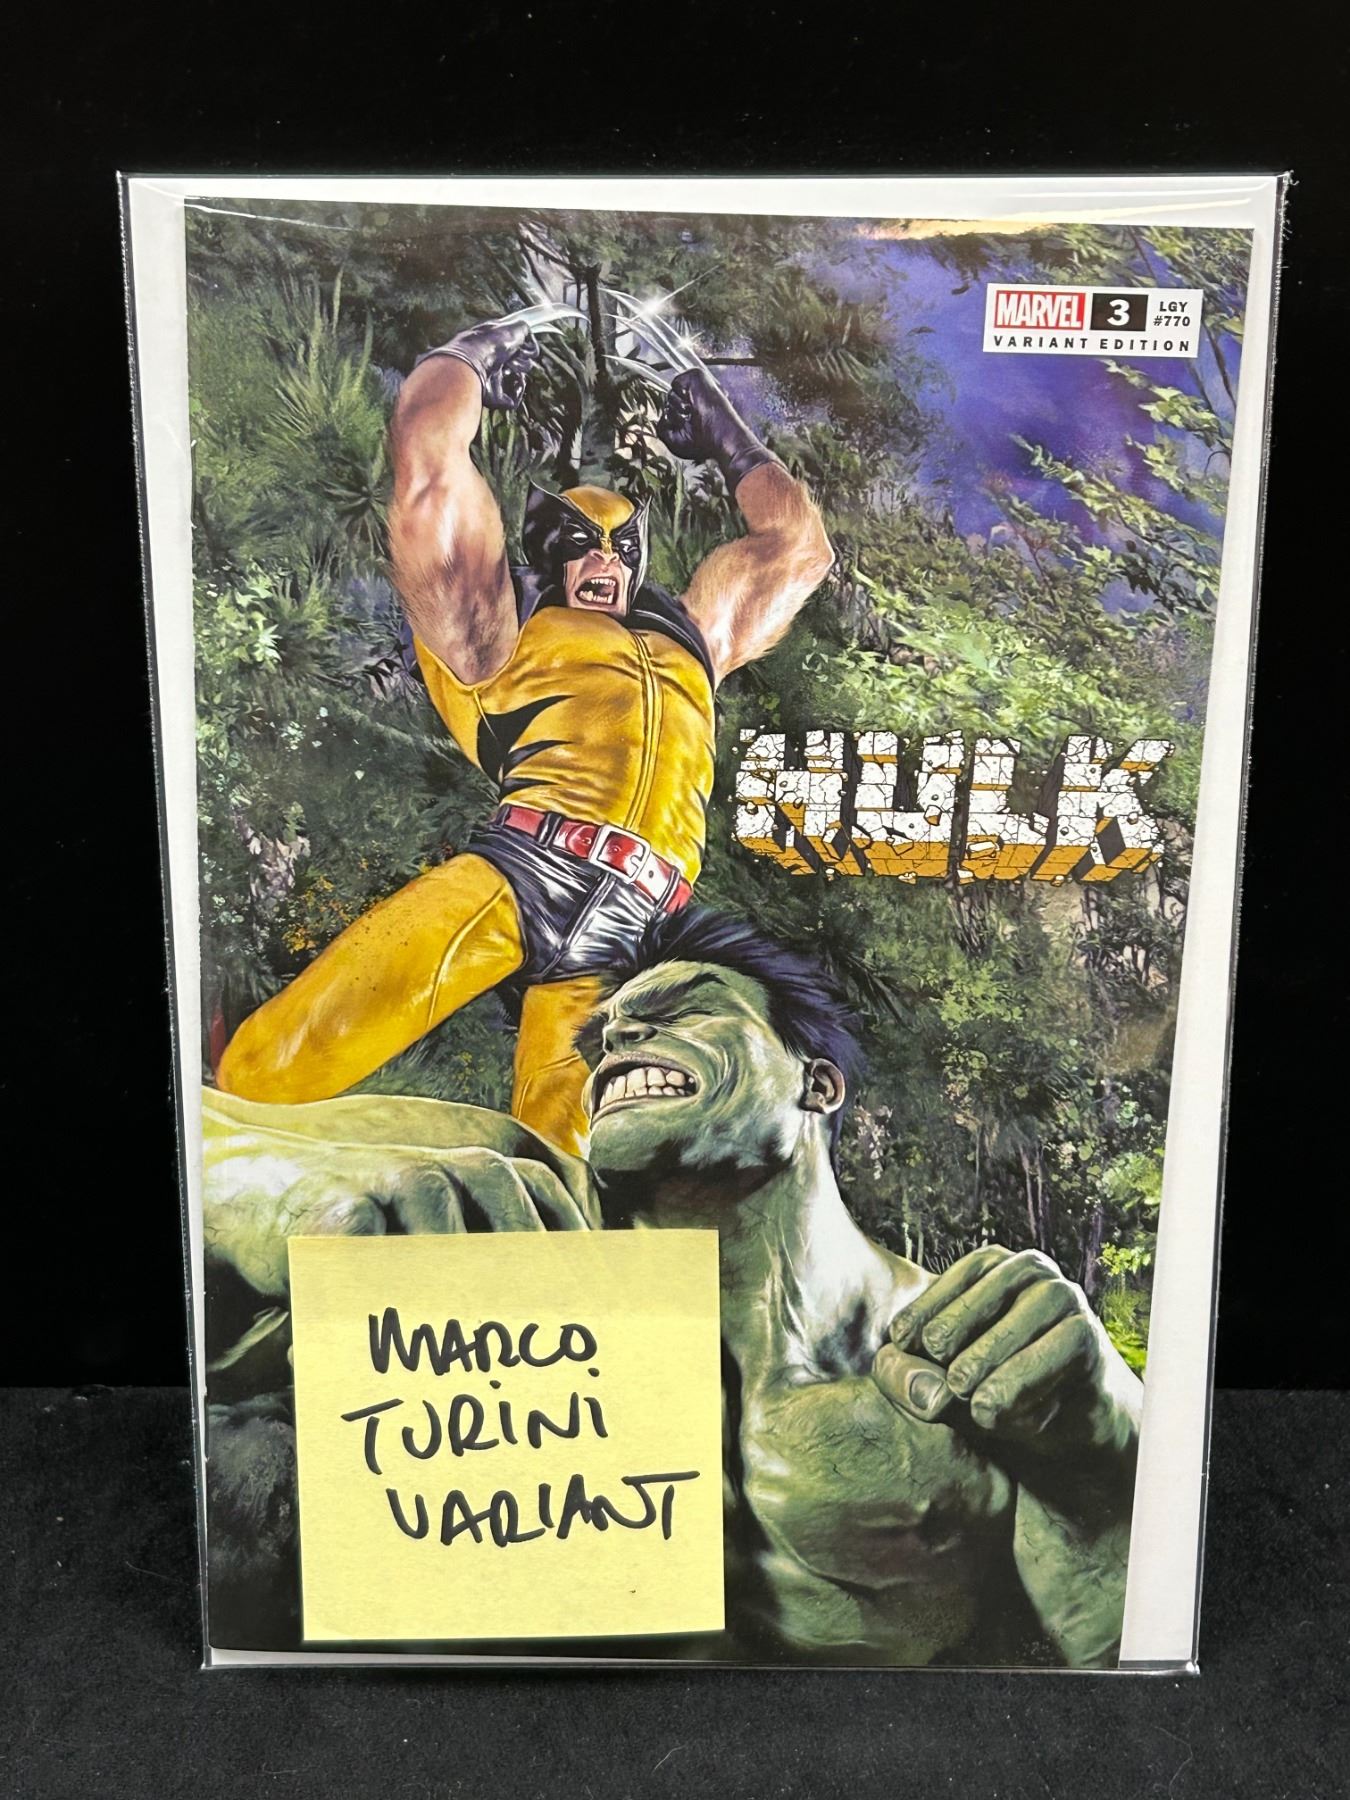 MARVEL 3 LGY #770
VARIANT EDITION
HULK
MARCO
TURINI
VARIANT